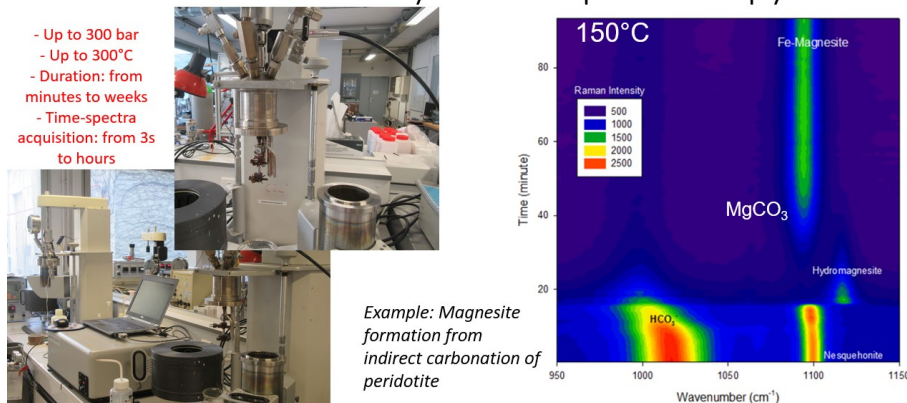 - Up to 300 bar
- Up to 300°C
- Duration: from
minutes to weeks
- Time-spectra
acquisition: from 3s
to hours
Example: Magnesite
formation from
indirect carbonation of
peridotite
150°C
Fe-Magnesite
Raman Intensity
500
1000
1500
2000
2500
MgCO₃
Hydromagnesite
HCO₃⁻
Nesquehonite
80
60
40
20
Time (minute)
950
1000
1050
1100
1150
Wavenumber (cm⁻¹)